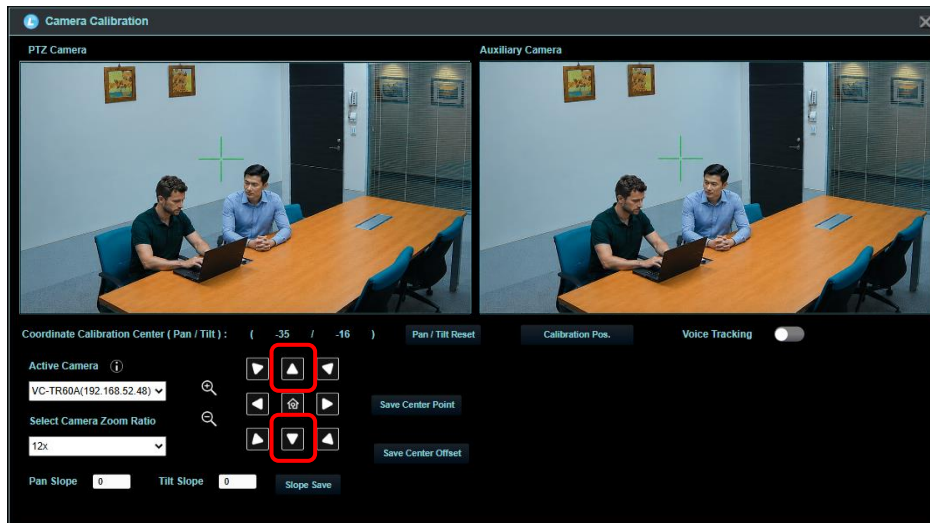 Camera Calibration
PTZ Camera
Auxiliary Camera
Coordinate Calibration Center ( Pan / Tilt ) : ( -35 / -16 ) Pan / Tilt Reset Calibration Pos. Voice Tracking
Active Camera
VC-TR60A(192.168.52.48)
Select Camera Zoom Ratio
12x
Save Center Point
Save Center Offset
Pan Slope 0 Tilt Slope 0 Slope Save